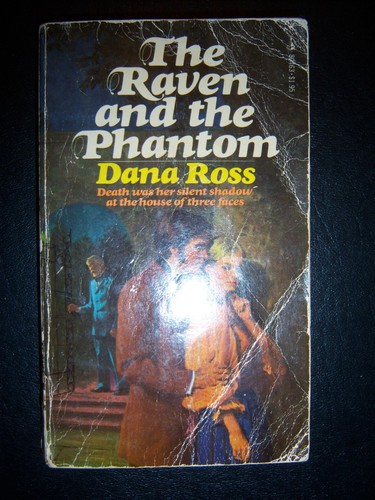 The
Raven
and the
Phantom
Dana Ross
Death was her silent shadow
at the house of three faces